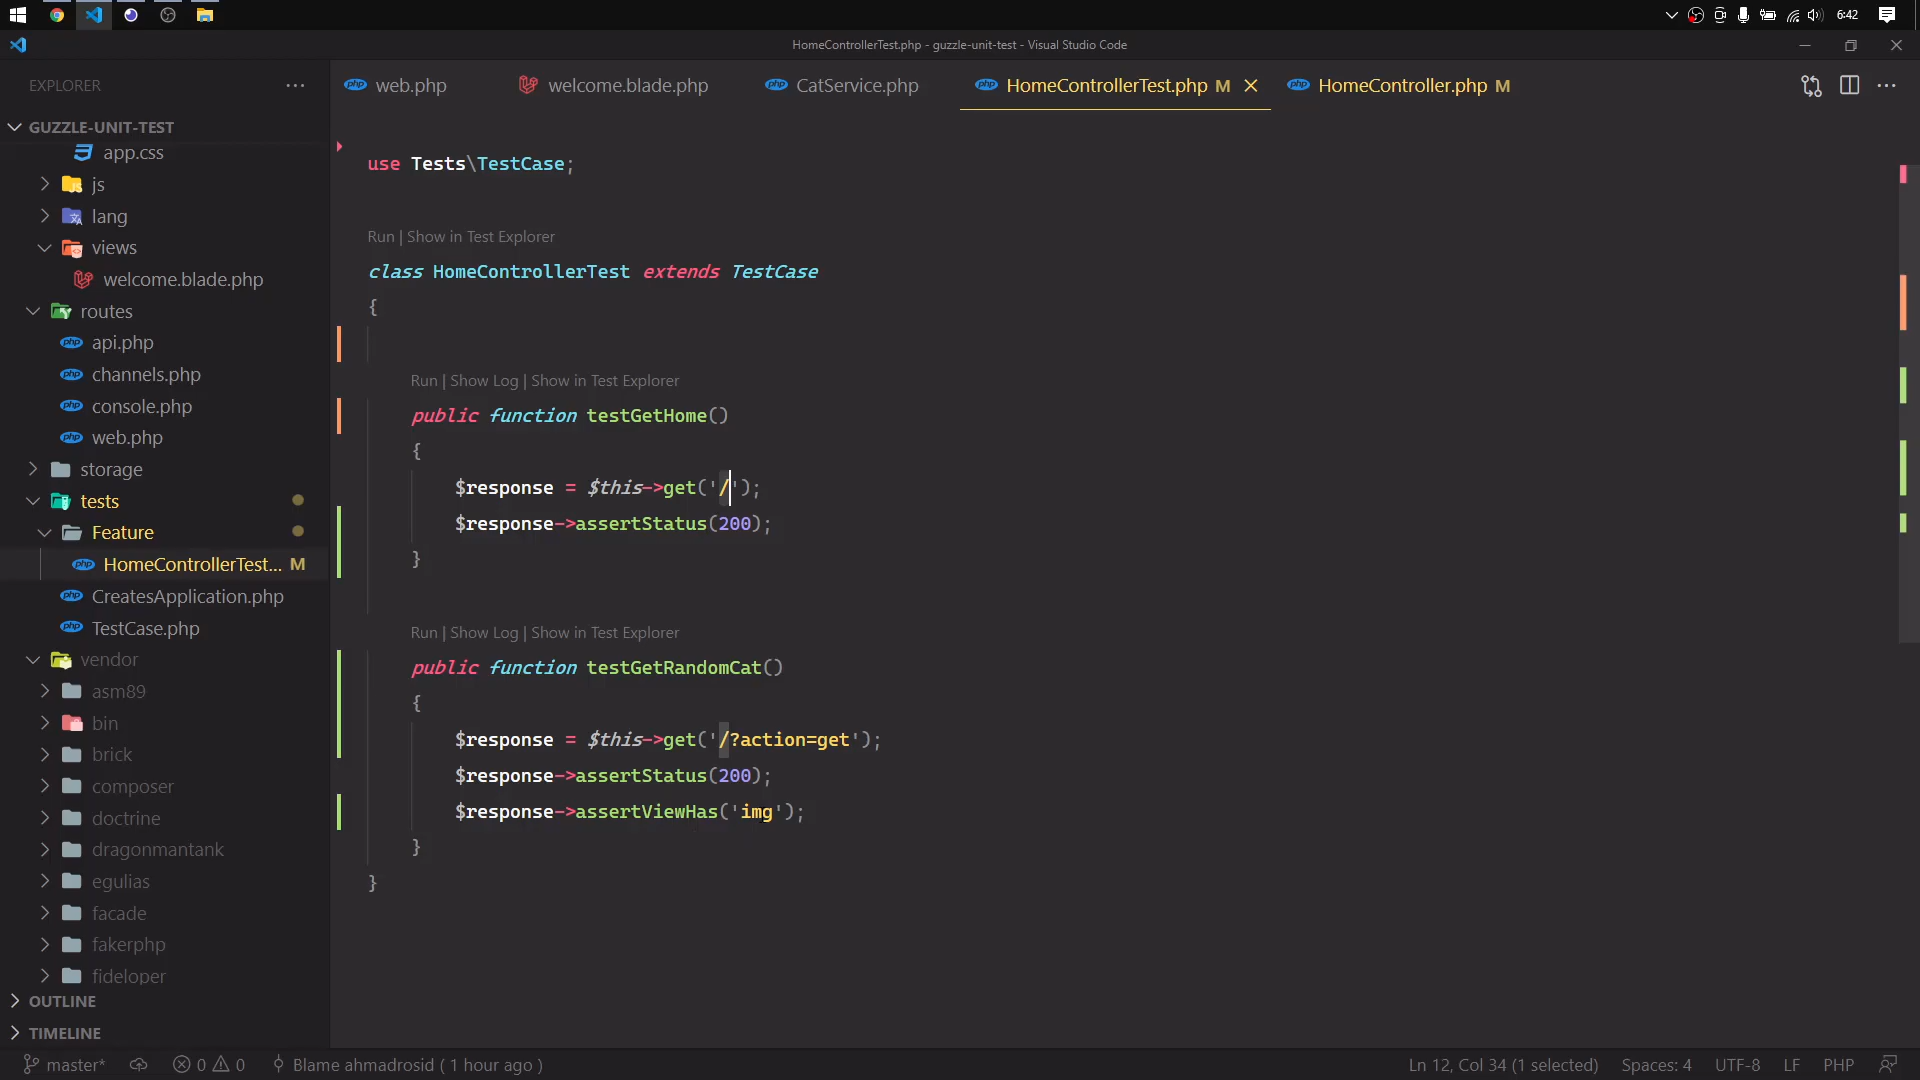 6:42
HomeControllerTest.php - guzzle-unit-test - Visual Studio Code
EXPLORER
web.php
welcome.blade.php
CatService.php
HomeControllerTest.php M
HomeController.php M
GUZZLE-UNIT-TEST
app.css
js
lang
views
welcome.blade.php
routes
api.php
channels.php
console.php
web.php
storage
tests
Feature
HomeControllerTest... M
CreatesApplication.php
TestCase.php
vendor
asm89
bin
brick
composer
doctrine
dragonmantank
egulias
facade
fakerphp
fideloper
OUTLINE
TIMELINE
use Tests\TestCase;
Run | Show in Test Explorer
class HomeControllerTest extends TestCase
{
Run | Show Log | Show in Test Explorer
public function testGetHome()
{
$response = $this->get('/');
$response->assertStatus(200);
}
Run | Show Log | Show in Test Explorer
public function testGetRandomCat()
{
$response = $this->get('/?action=get');
$response->assertStatus(200);
$response->assertViewHas('img');
}
}
master* 0 0 Blame ahmadrosid ( 1 hour ago ) Ln 12, Col 34 (1 selected) Spaces: 4 UTF-8 LF PHP